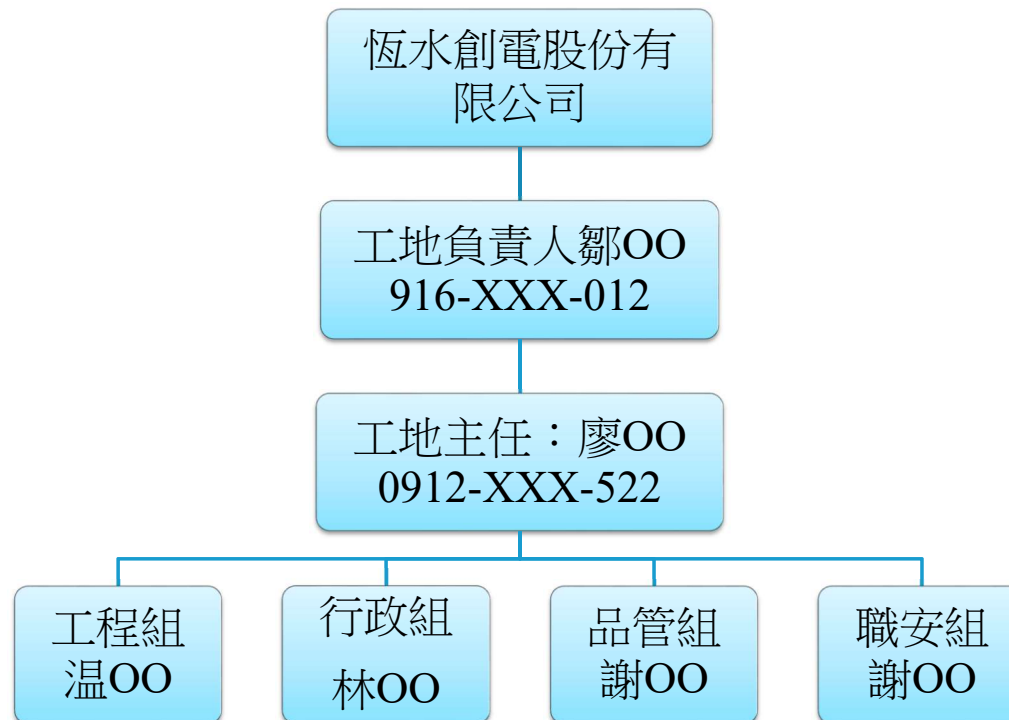 恆水創電股份有
限公司
工地負責人鄒OO
916-XXX-012
工地主任：廖OO
0912-XXX-522
工程組
温OO
行政組
林OO
品管組
謝OO
職安組
謝OO